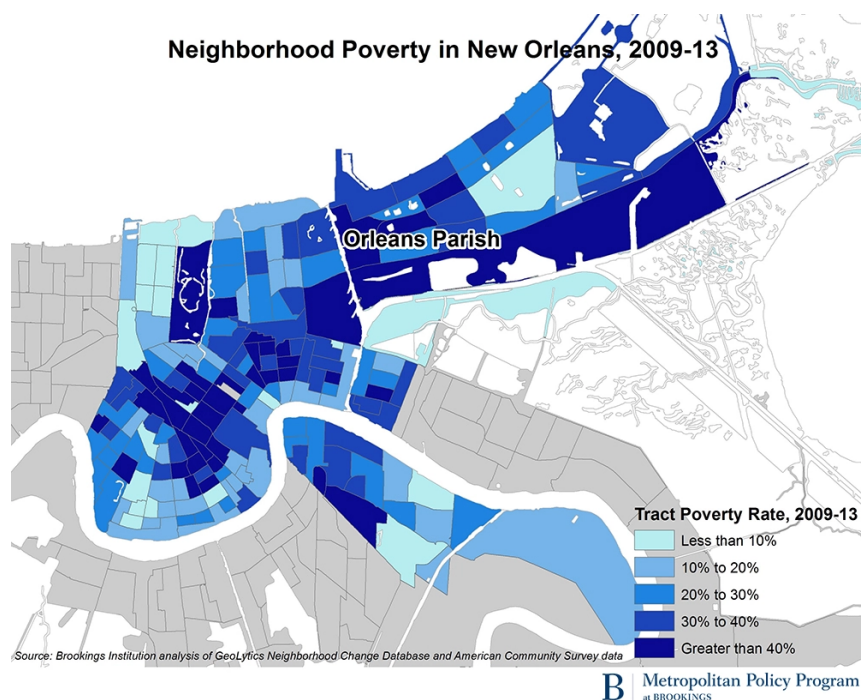 Neighborhood Poverty in New Orleans, 2009-13
Orleans Parish
Tract Poverty Rate, 2009-13
Less than 10%
10% to 20%
20% to 30%
30% to 40%
Greater than 40%
Source: Brookings Institution analysis of GeoLytics Neighborhood Change Database and American Community Survey data
B Metropolitan Policy Program
at BROOKINGS